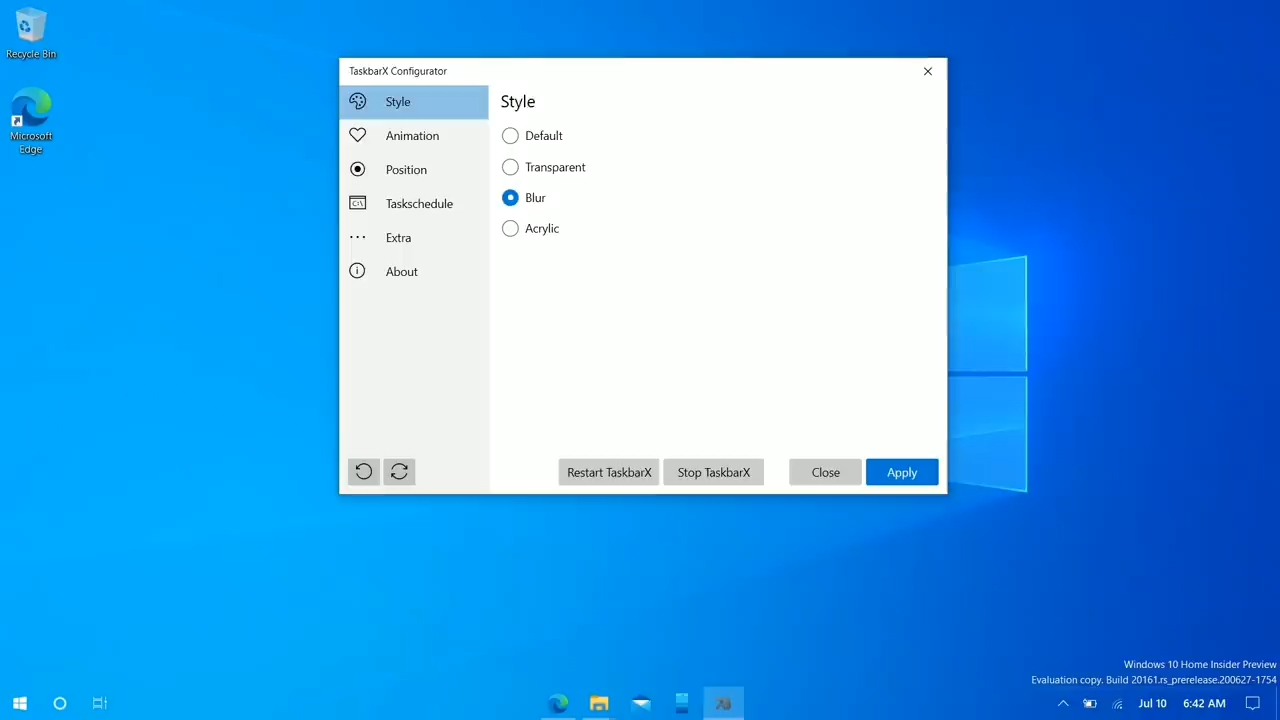 Recycle Bin
Microsoft
Edge
TaskbarX Configurator
Style
Animation
Position
Taskschedule
Extra
About
Style
Default
Transparent
Blur
Acrylic
Restart TaskbarX
Stop TaskbarX
Close
Apply
Windows 10 Home Insider Preview
Evaluation copy. Build 20161.rs_prerelease.200627-1754
Jul 10
6:42 AM